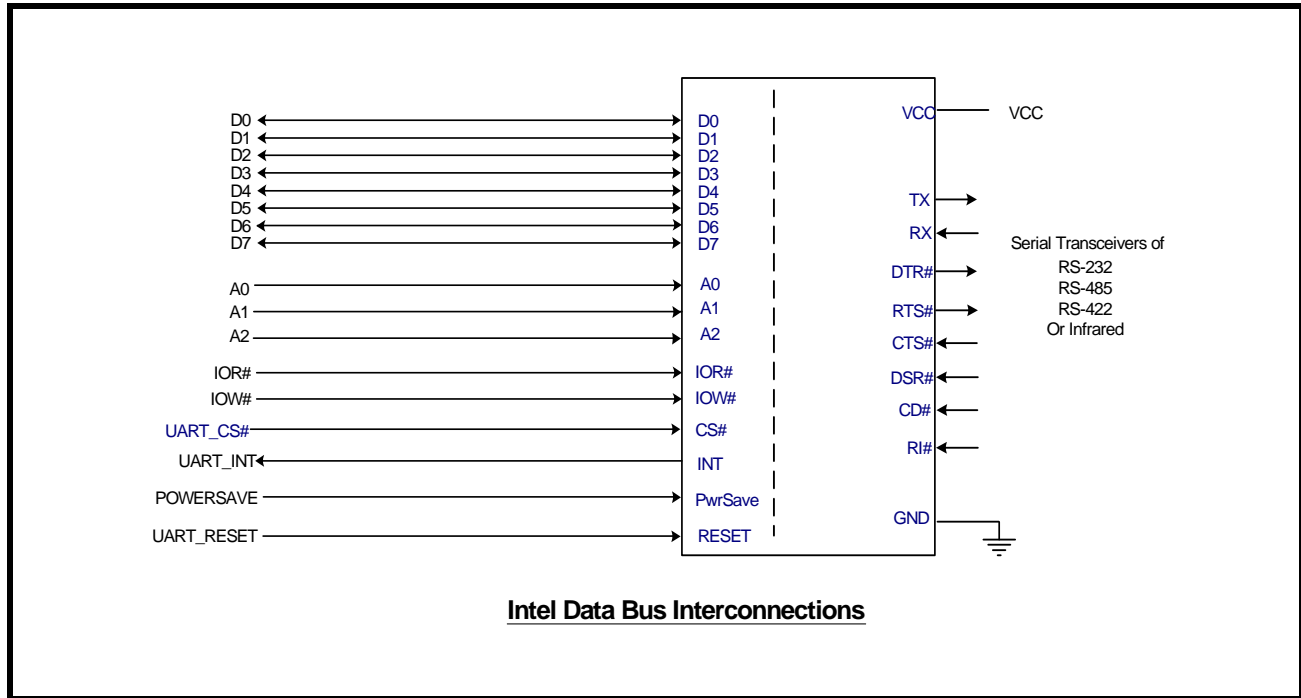 D0 D0 VCC VCC
D1 D1
D2 D2
D3 D3
D4 D4
D5 D5
D6 D6
D7 D7
TX
RX
DTR#
RTS#
CTS#
DSR#
CD#
RI#
Serial Transceivers of
RS-232
RS-485
RS-422
Or Infrared
A0 A0
A1 A1
A2 A2
IOR# IOR#
IOW# IOW#
UART_CS# CS#
UART_INT INT
POWERSAVE PwrSave
UART_RESET RESET
GND
Intel Data Bus Interconnections